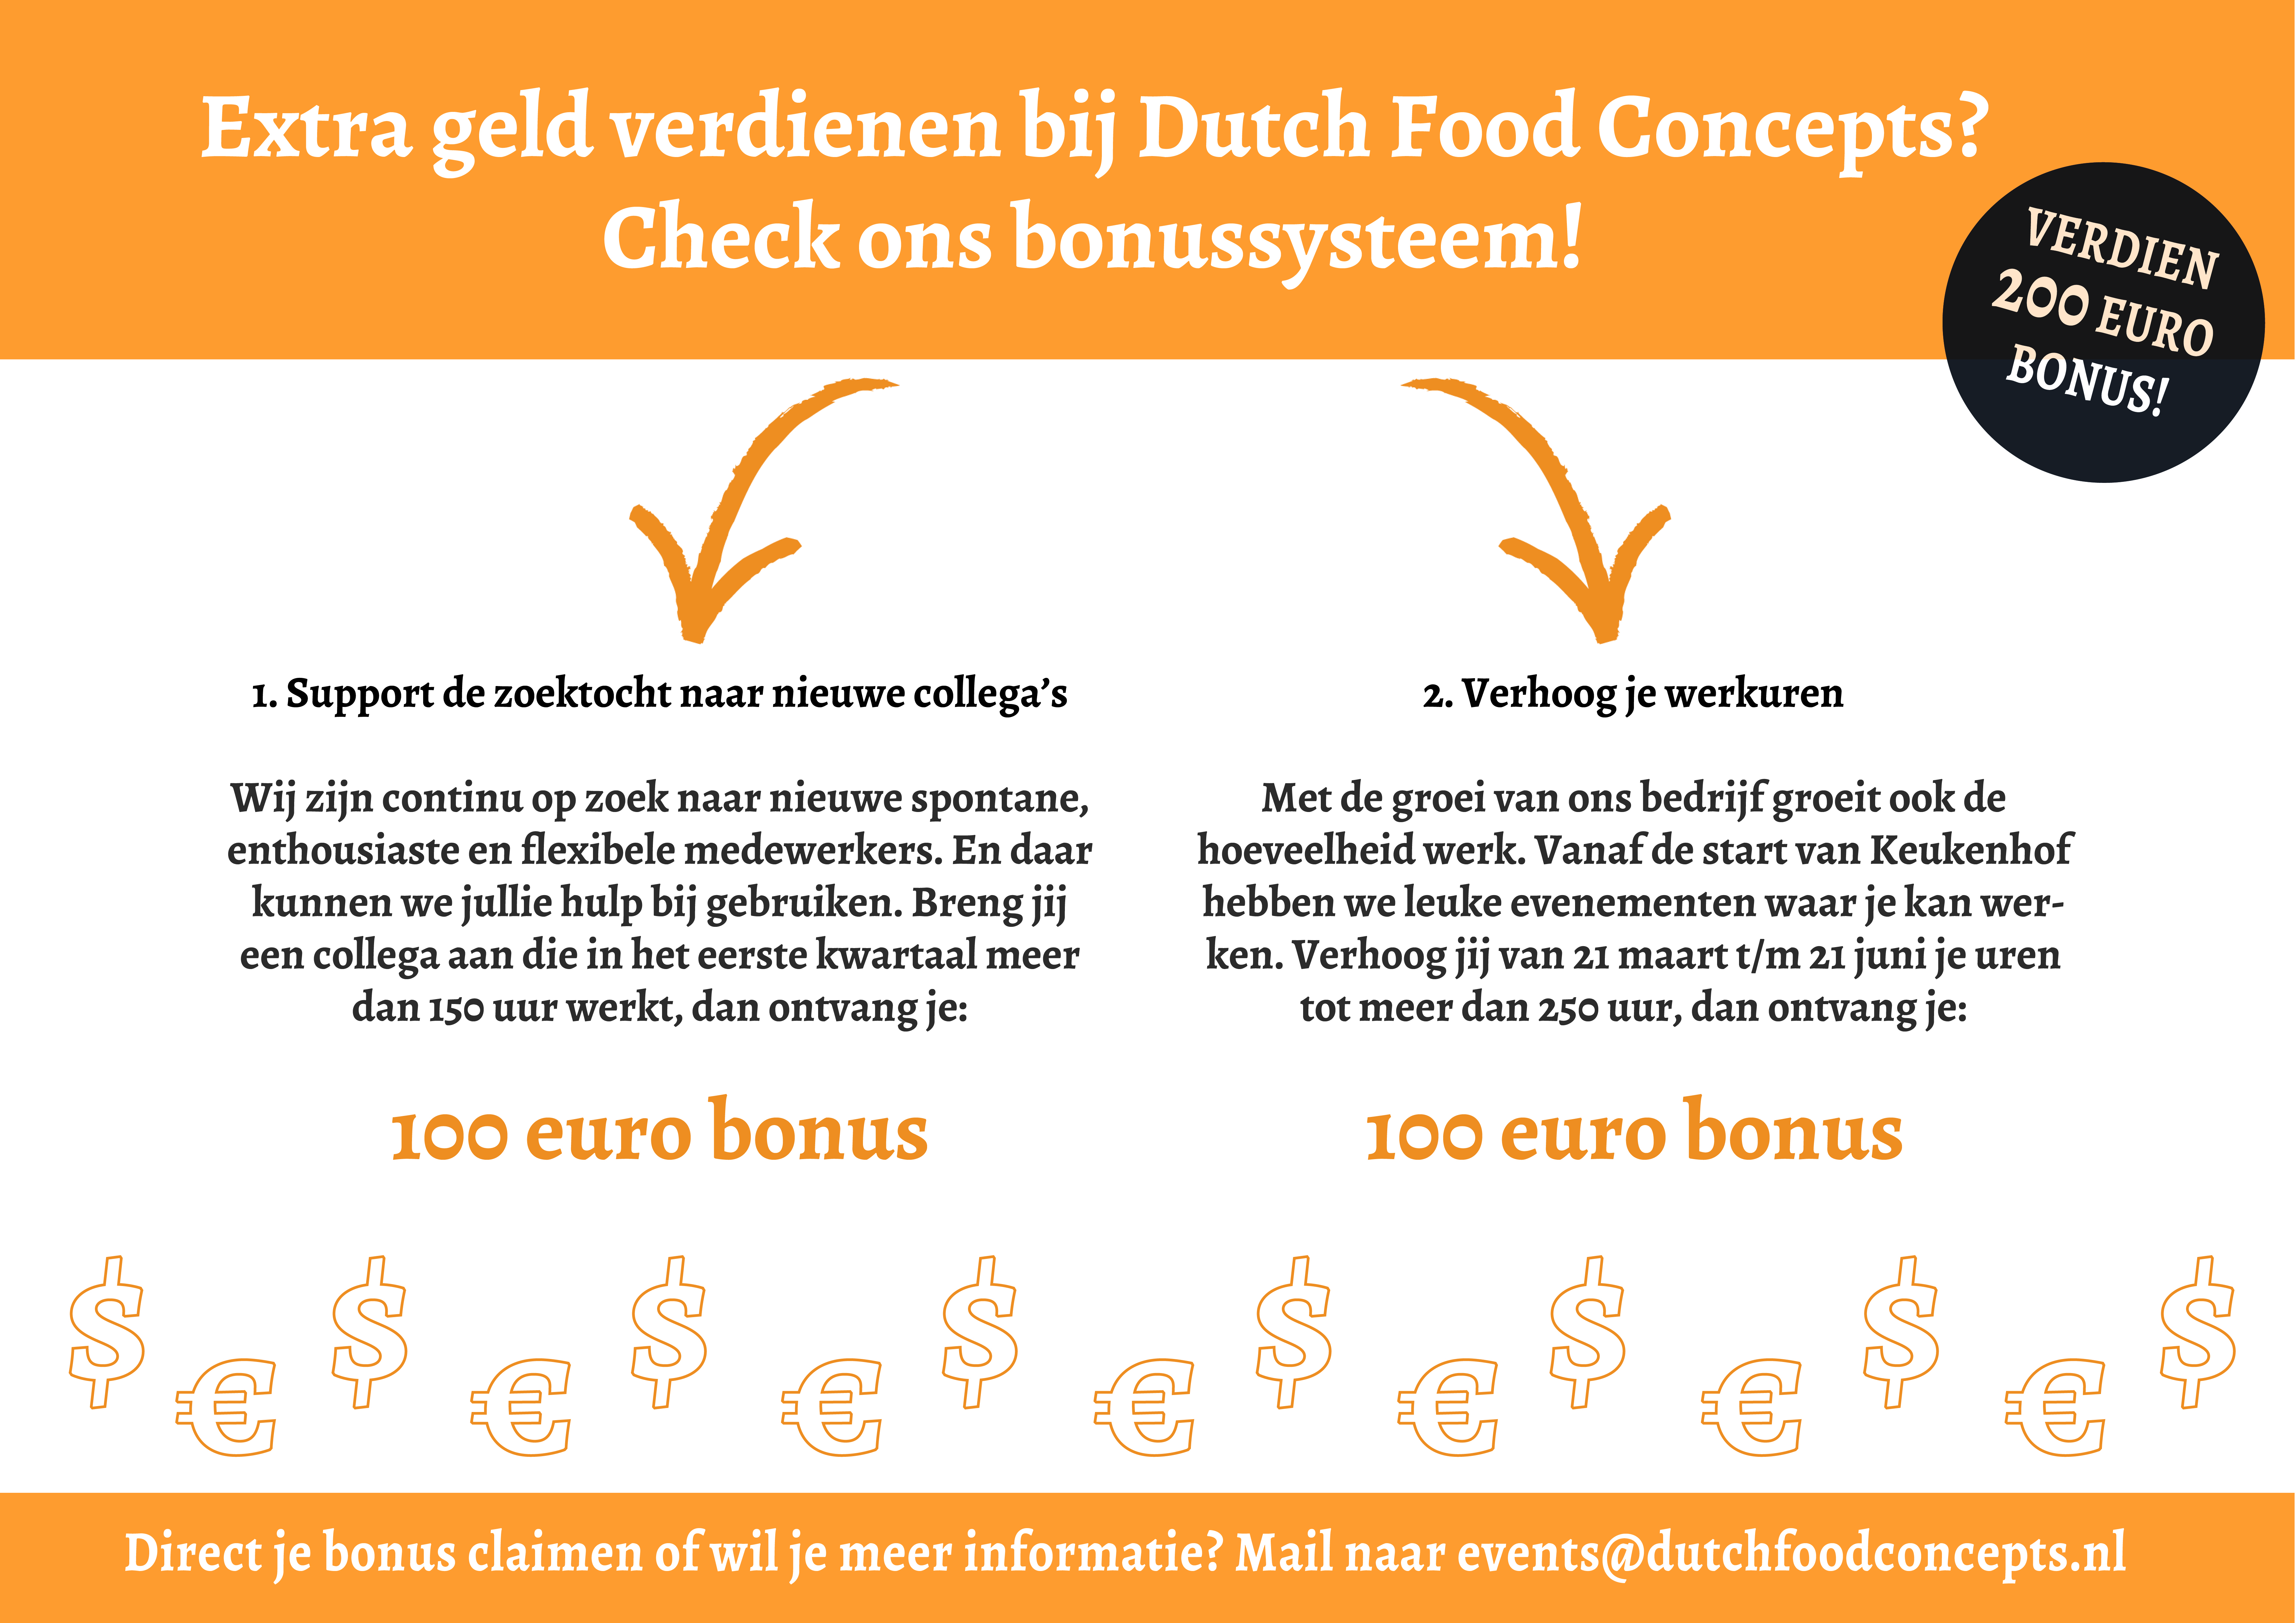 Extra geld verdienen bij Dutch Food Concepts?
Check ons bonussysteem!
VERDIEN
200 EURO
BONUS!
1. Support de zoektocht naar nieuwe collega’s
Wij zijn continu op zoek naar nieuwe spontane,
enthousiaste en flexibele medewerkers. En daar
kunnen we jullie hulp bij gebruiken. Breng jij
een collega aan die in het eerste kwartaal meer
dan 150 uur werkt, dan ontvang je:
100 euro bonus
2. Verhoog je werkuren
Met de groei van ons bedrijf groeit ook de
hoeveelheid werk. Vanaf de start van Keukenhof
hebben we leuke evenementen waar je kan wer-
ken. Verhoog jij van 21 maart t/m 21 juni je uren
tot meer dan 250 uur, dan ontvang je:
100 euro bonus
$ $ $ $ $ $ $ $
€ € € € € € €
Direct je bonus claimen of wil je meer informatie? Mail naar events@dutchfoodconcepts.nl